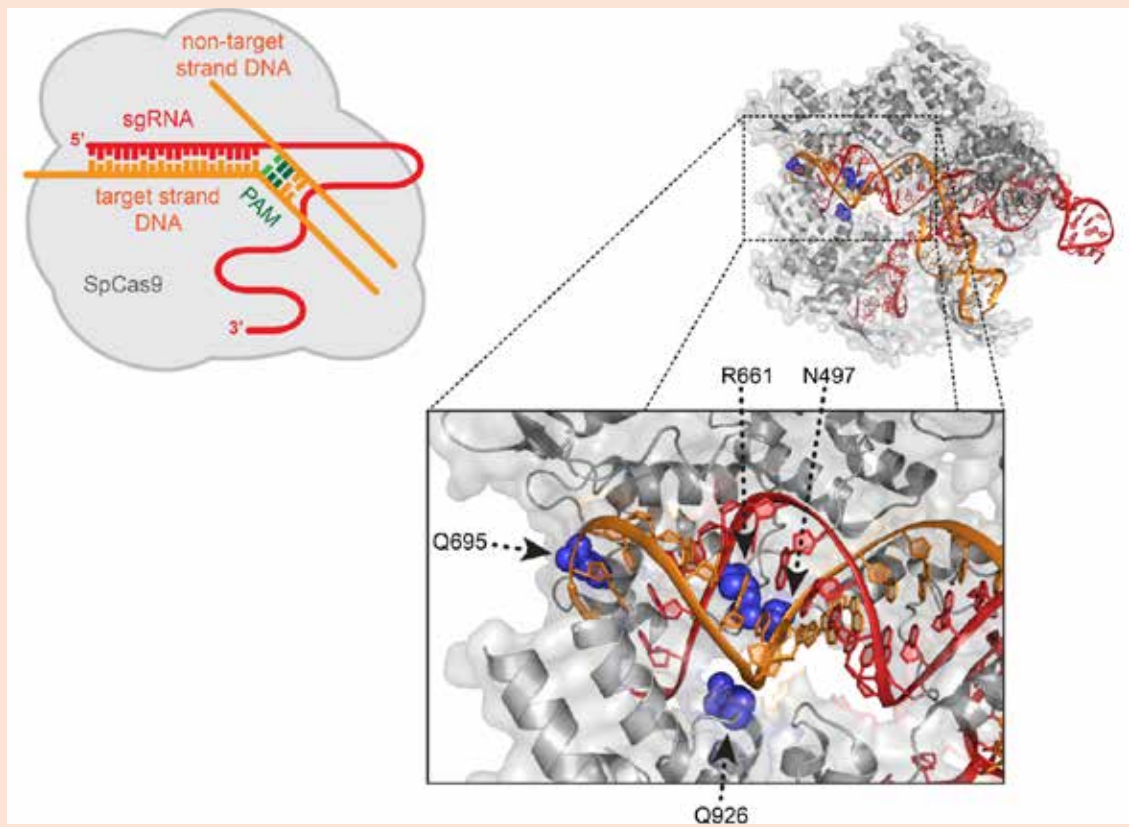 non-target
strand DNA
sgRNA
5'
target strand
DNA
PAM
SpCas9
3'
R661 N497
Q695
Q926